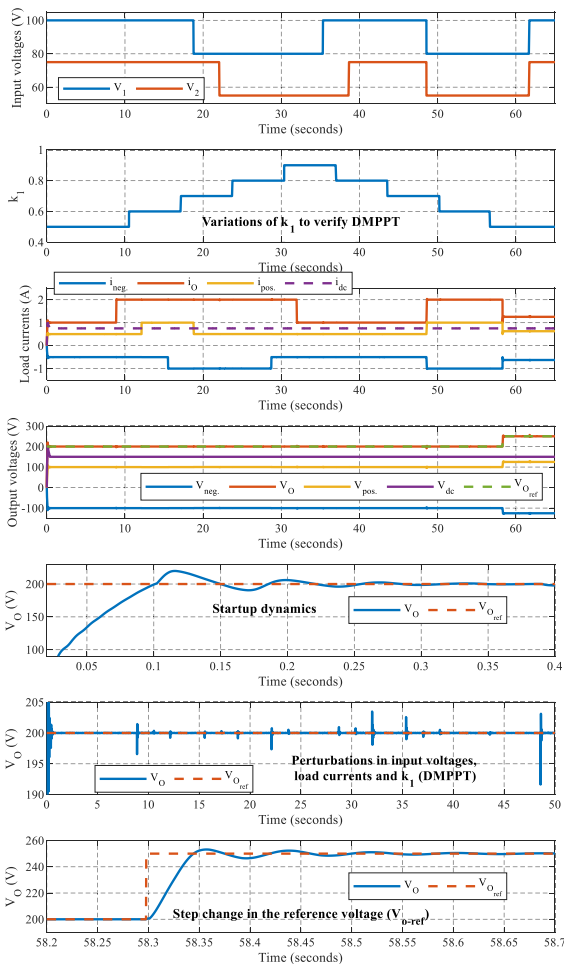 Input voltages (V)
100
80
60
V1
V2
0
10
20
30
40
50
60
Time (seconds)
k1
1
0.8
0.6
0.4
Variations of k1 to verify DMPPT
0
10
20
30
40
50
60
Time (seconds)
ineg.
iO
ipos.
idc
Load currents (A)
2
1
0
-1
0
10
20
30
40
50
60
Time (seconds)
Output voltages (V)
300
200
100
0
-100
Vneg.
VO
Vpos.
Vdc
VOref
0
10
20
30
40
50
60
Time (seconds)
VO (V)
200
150
100
Startup dynamics
VO
VOref
0.05
0.1
0.15
0.2
0.25
0.3
0.35
0.4
Time (seconds)
VO (V)
205
200
195
190
Perturbations in input voltages,
load currents and k1 (DMPPT)
VO
VOref
0
5
10
15
20
25
30
35
40
45
50
Time (seconds)
VO (V)
260
240
220
200
VO
VOref
Step change in the reference voltage (Vo-ref)
58.2
58.25
58.3
58.35
58.4
58.45
58.5
58.55
58.6
58.65
58.7
Time (seconds)